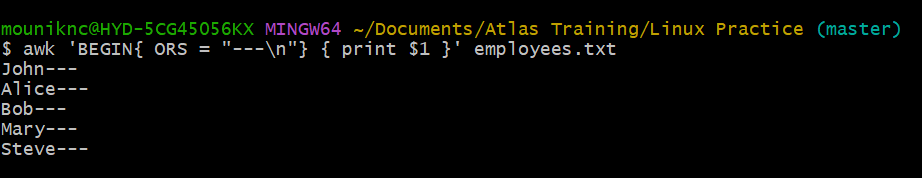 mouniknc@HYD-5CG45056KX MINGW64 ~/Documents/Atlas Training/Linux Practice (master)
$ awk 'BEGIN{ ORS = "---\n"} { print $1 }' employees.txt
John---
Alice---
Bob---
Mary---
Steve---